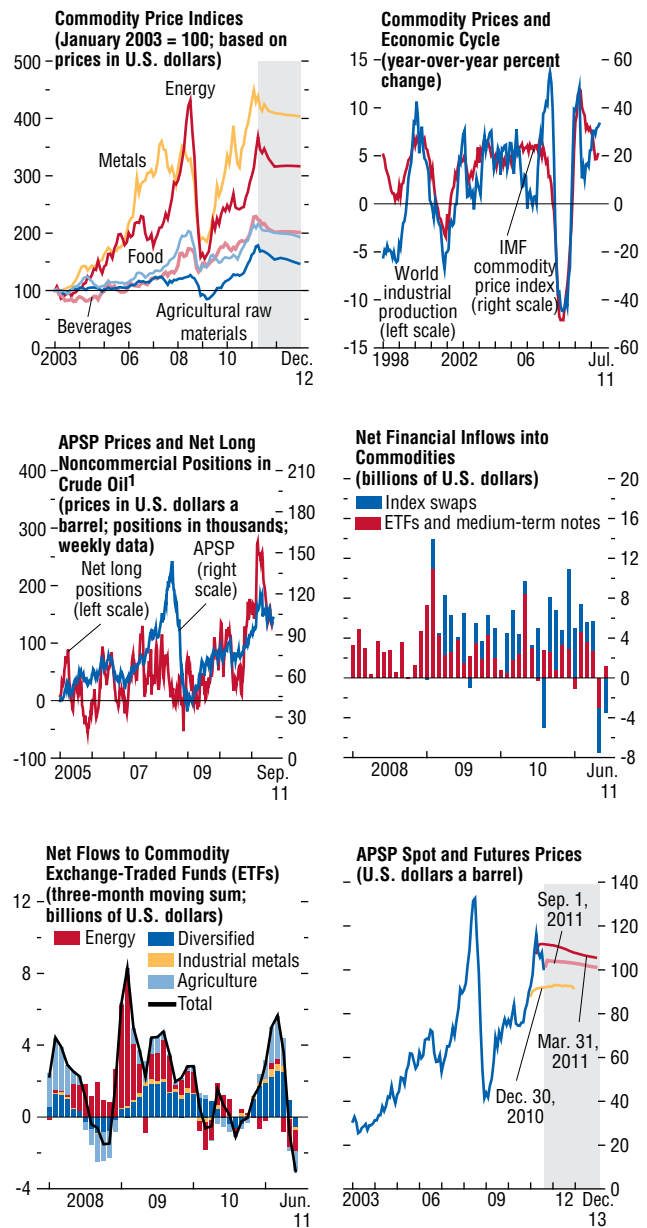 Commodity Price Indices
(January 2003 = 100; based on
prices in U.S. dollars)
500
450
400
350
300
250
200
150
100
50
0
Energy
Metals
Food
Beverages
Agricultural raw
materials
2003
06
08
10
Dec.
12
Commodity Prices and
Economic Cycle
(year-over-year percent
change)
15
10
5
0
-5
-10
-15
60
40
20
0
-20
-40
-60
World
industrial
production
(left scale)
IMF
commodity
price index
(right scale)
1998
2002
06
Jul.
11
APSP Prices and Net Long
Noncommercial Positions in
Crude Oil¹
(prices in U.S. dollars a
barrel; positions in thousands;
weekly data)
400
300
200
100
0
-100
210
180
150
120
90
60
30
0
Net long
positions
(left scale)
APSP
(right
scale)
2005
07
09
Sep.
11
Net Financial Inflows into
Commodities
(billions of U.S. dollars)
Index swaps
ETFs and medium-term notes
20
16
12
8
4
0
-4
-8
2008
09
10
Jun.
11
Net Flows to Commodity
Exchange-Traded Funds (ETFs)
(three-month moving sum;
billions of U.S. dollars)
Energy
Diversified
Industrial metals
Agriculture
Total
12
8
4
0
-4
2008
09
10
Jun.
11
APSP Spot and Futures Prices
(U.S. dollars a barrel)
140
120
100
80
60
40
20
0
Sep. 1,
2011
Mar. 31,
2011
Dec. 30,
2010
2003
06
09
12
Dec.
13